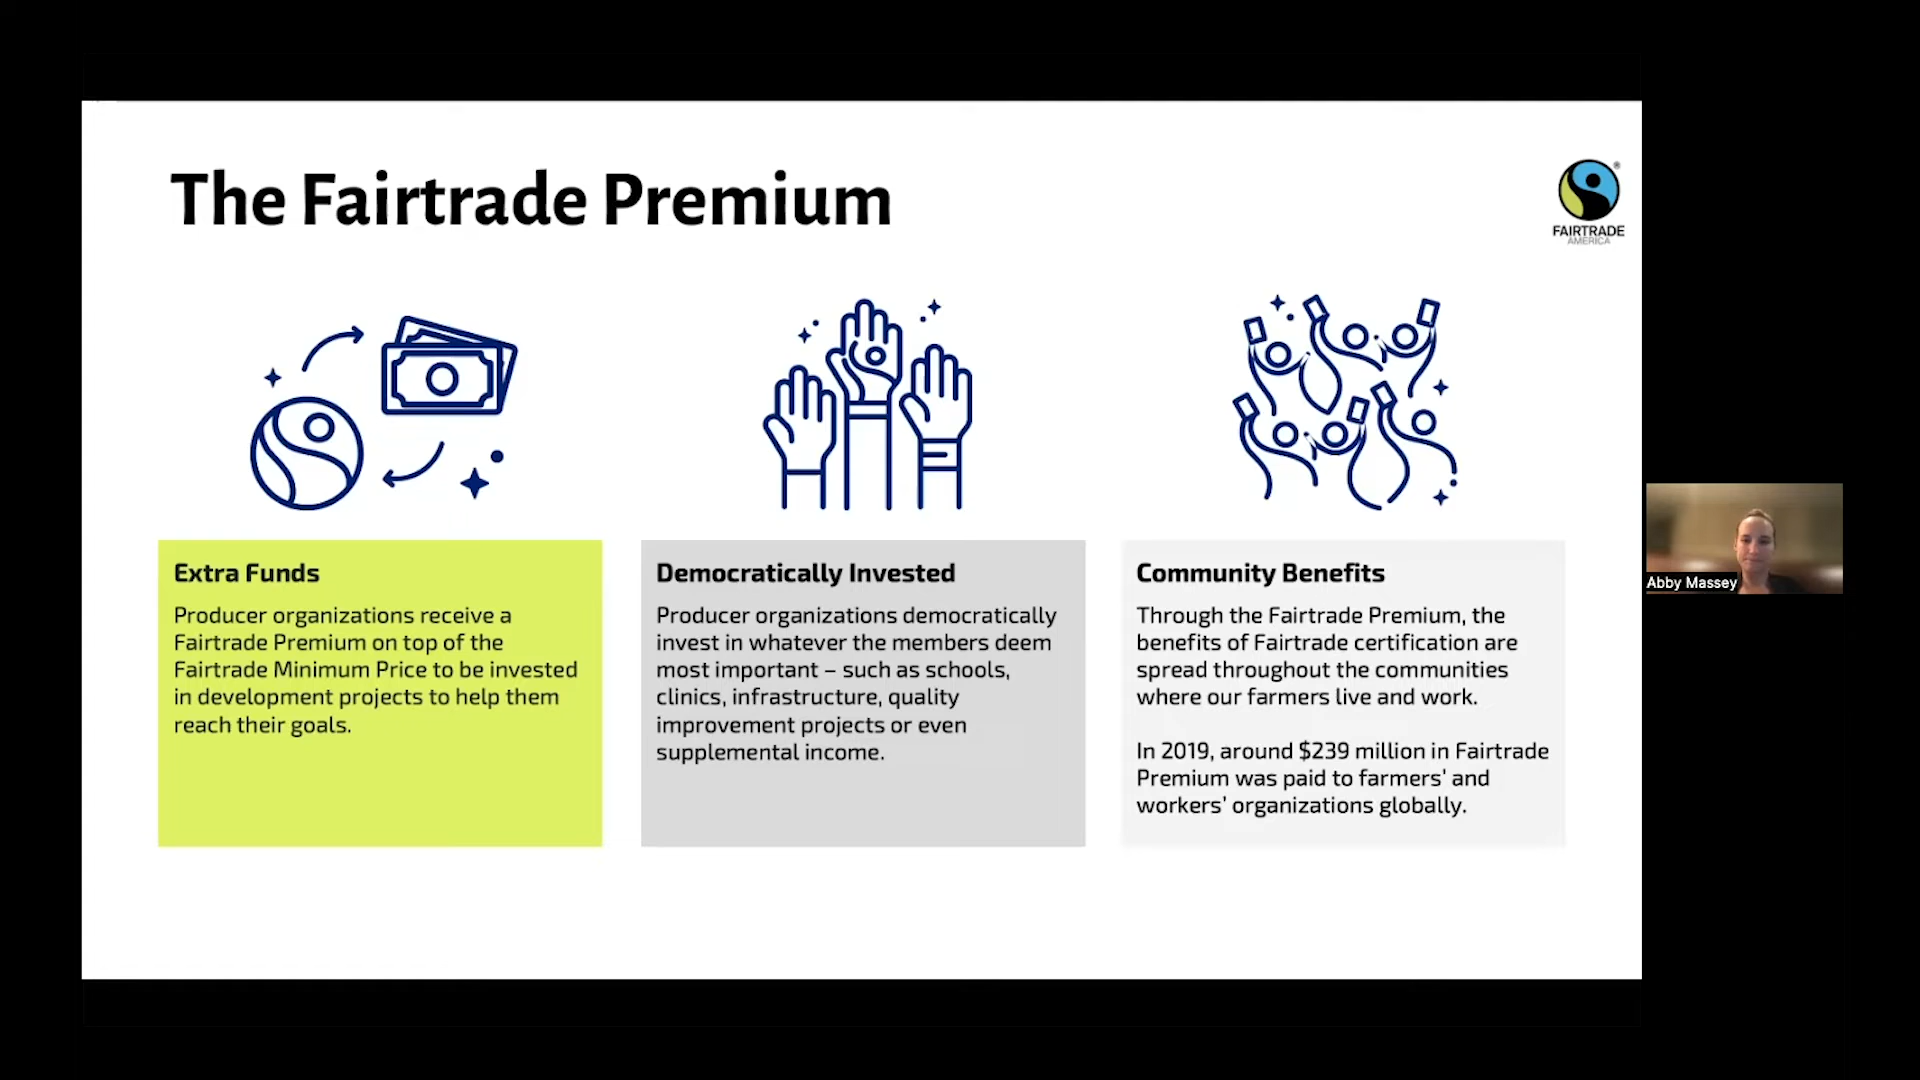 The Fairtrade Premium
®
FAIRTRADE
AMERICA
Extra Funds
Producer organizations receive a
Fairtrade Premium on top of the
Fairtrade Minimum Price to be invested
in development projects to help them
reach their goals.
Democratically Invested
Producer organizations democratically
invest in whatever the members deem
most important – such as schools,
clinics, infrastructure, quality
improvement projects or even
supplemental income.
Community Benefits
Through the Fairtrade Premium, the
benefits of Fairtrade certification are
spread throughout the communities
where our farmers live and work.
In 2019, around $239 million in Fairtrade
Premium was paid to farmers' and
workers' organizations globally.
Abby Massey